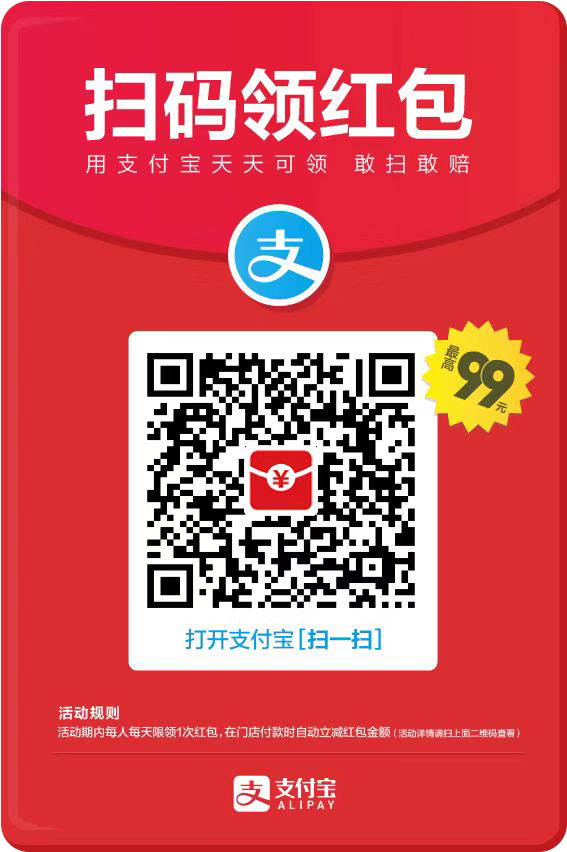 扫码领红包
用支付宝天天可领 敢扫敢赔
支
最高99元
¥
打开支付宝[扫一扫]
活动规则
活动期内每人每天限领1次红包,在门店付款时自动立减红包金额(活动详情请扫上面二维码查看)
支 支付宝
ALIPAY